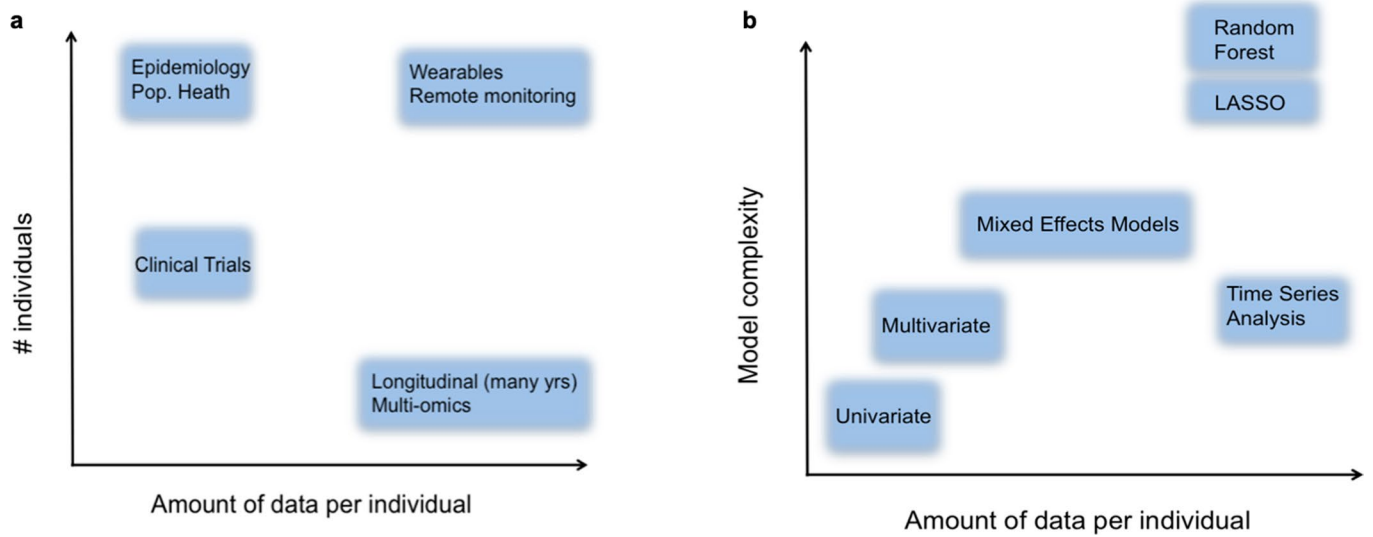 a
Epidemiology
Pop. Heath
Wearables
Remote monitoring
Clinical Trials
Longitudinal (many yrs)
Multi-omics
# individuals
Amount of data per individual
b
Random
Forest
LASSO
Mixed Effects Models
Time Series
Analysis
Multivariate
Univariate
Model complexity
Amount of data per individual